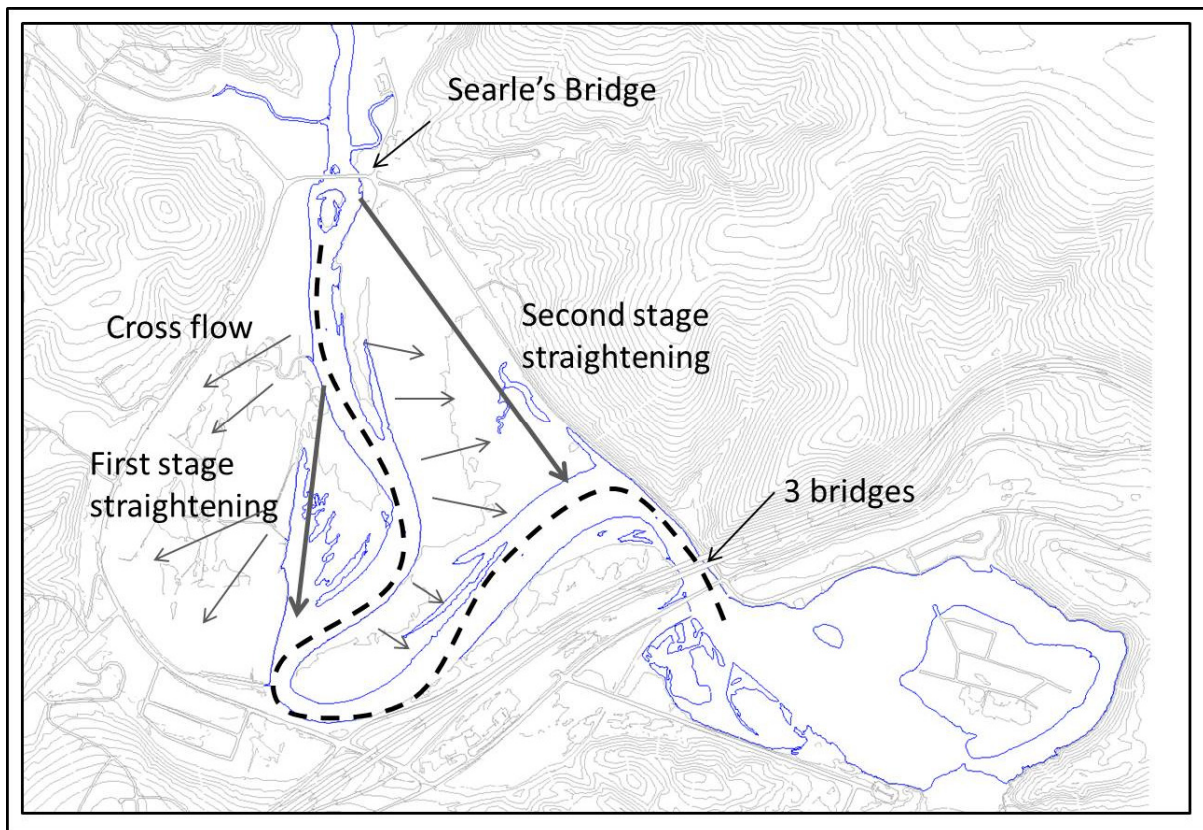 Searle's Bridge
Second stage
straightening
Cross flow
First stage
straightening
3 bridges